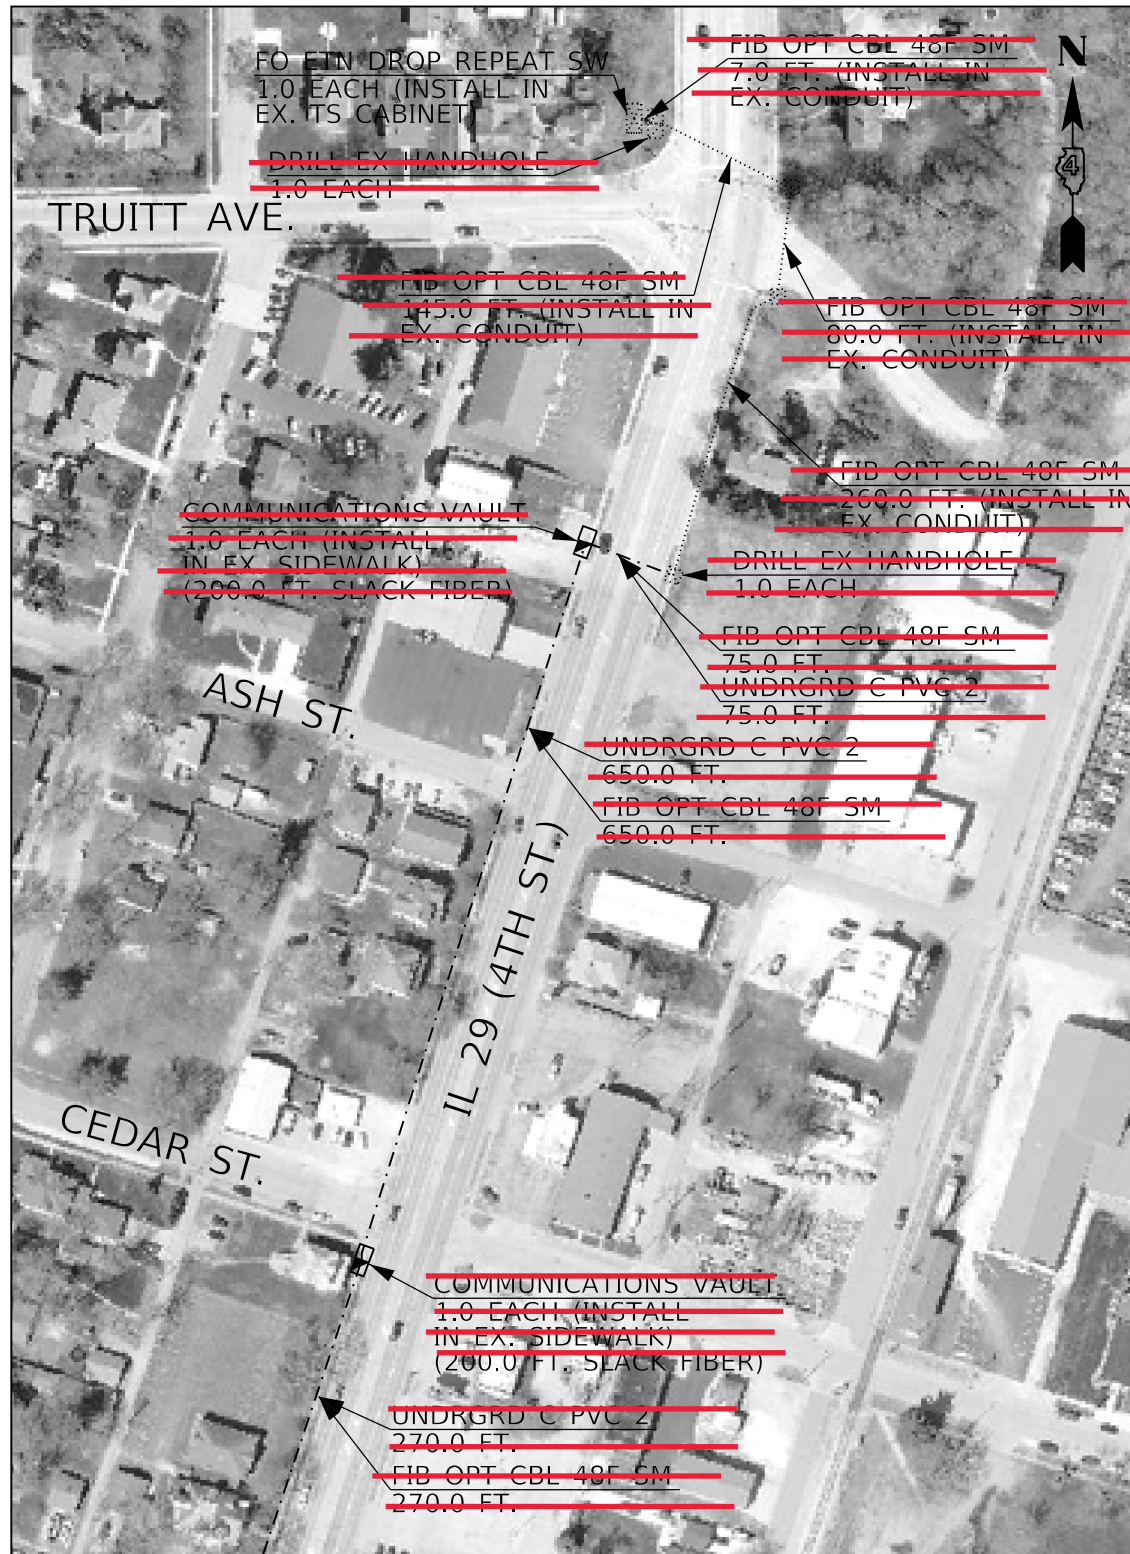 FO ETN DROP REPEAT SW
1.0 EACH (INSTALL IN
EX. ITS CABINET)
FIB OPT CBL 48F SM
7.0 FT. (INSTALL IN
EX. CONDUIT)
N
4
DRILL EX HANDHOLE
1.0 EACH
TRUITT AVE.
FIB OPT CBL 48F SM
145.0 FT. (INSTALL IN
EX. CONDUIT)
FIB OPT CBL 48F SM
80.0 FT. (INSTALL IN
EX. CONDUIT)
FIB OPT CBL 48F SM
260.0 FT. (INSTALL IN
EX. CONDUIT)
COMMUNICATIONS VAULT
1.0 EACH (INSTALL
IN EX. SIDEWALK)
(200.0 FT. SLACK FIBER)
DRILL EX HANDHOLE
1.0 EACH
FIB OPT CBL 48F SM
75.0 FT.
UNDRGRD C PVC 2
75.0 FT.
ASH ST.
UNDRGRD C PVC 2
650.0 FT.
FIB OPT CBL 48F SM
650.0 FT.
IL 29 (4TH ST.)
CEDAR ST.
COMMUNICATIONS VAULT
1.0 EACH (INSTALL
IN EX. SIDEWALK)
(200.0 FT. SLACK FIBER)
UNDRGRD C PVC 2
270.0 FT.
FIB OPT CBL 48F SM
270.0 FT.